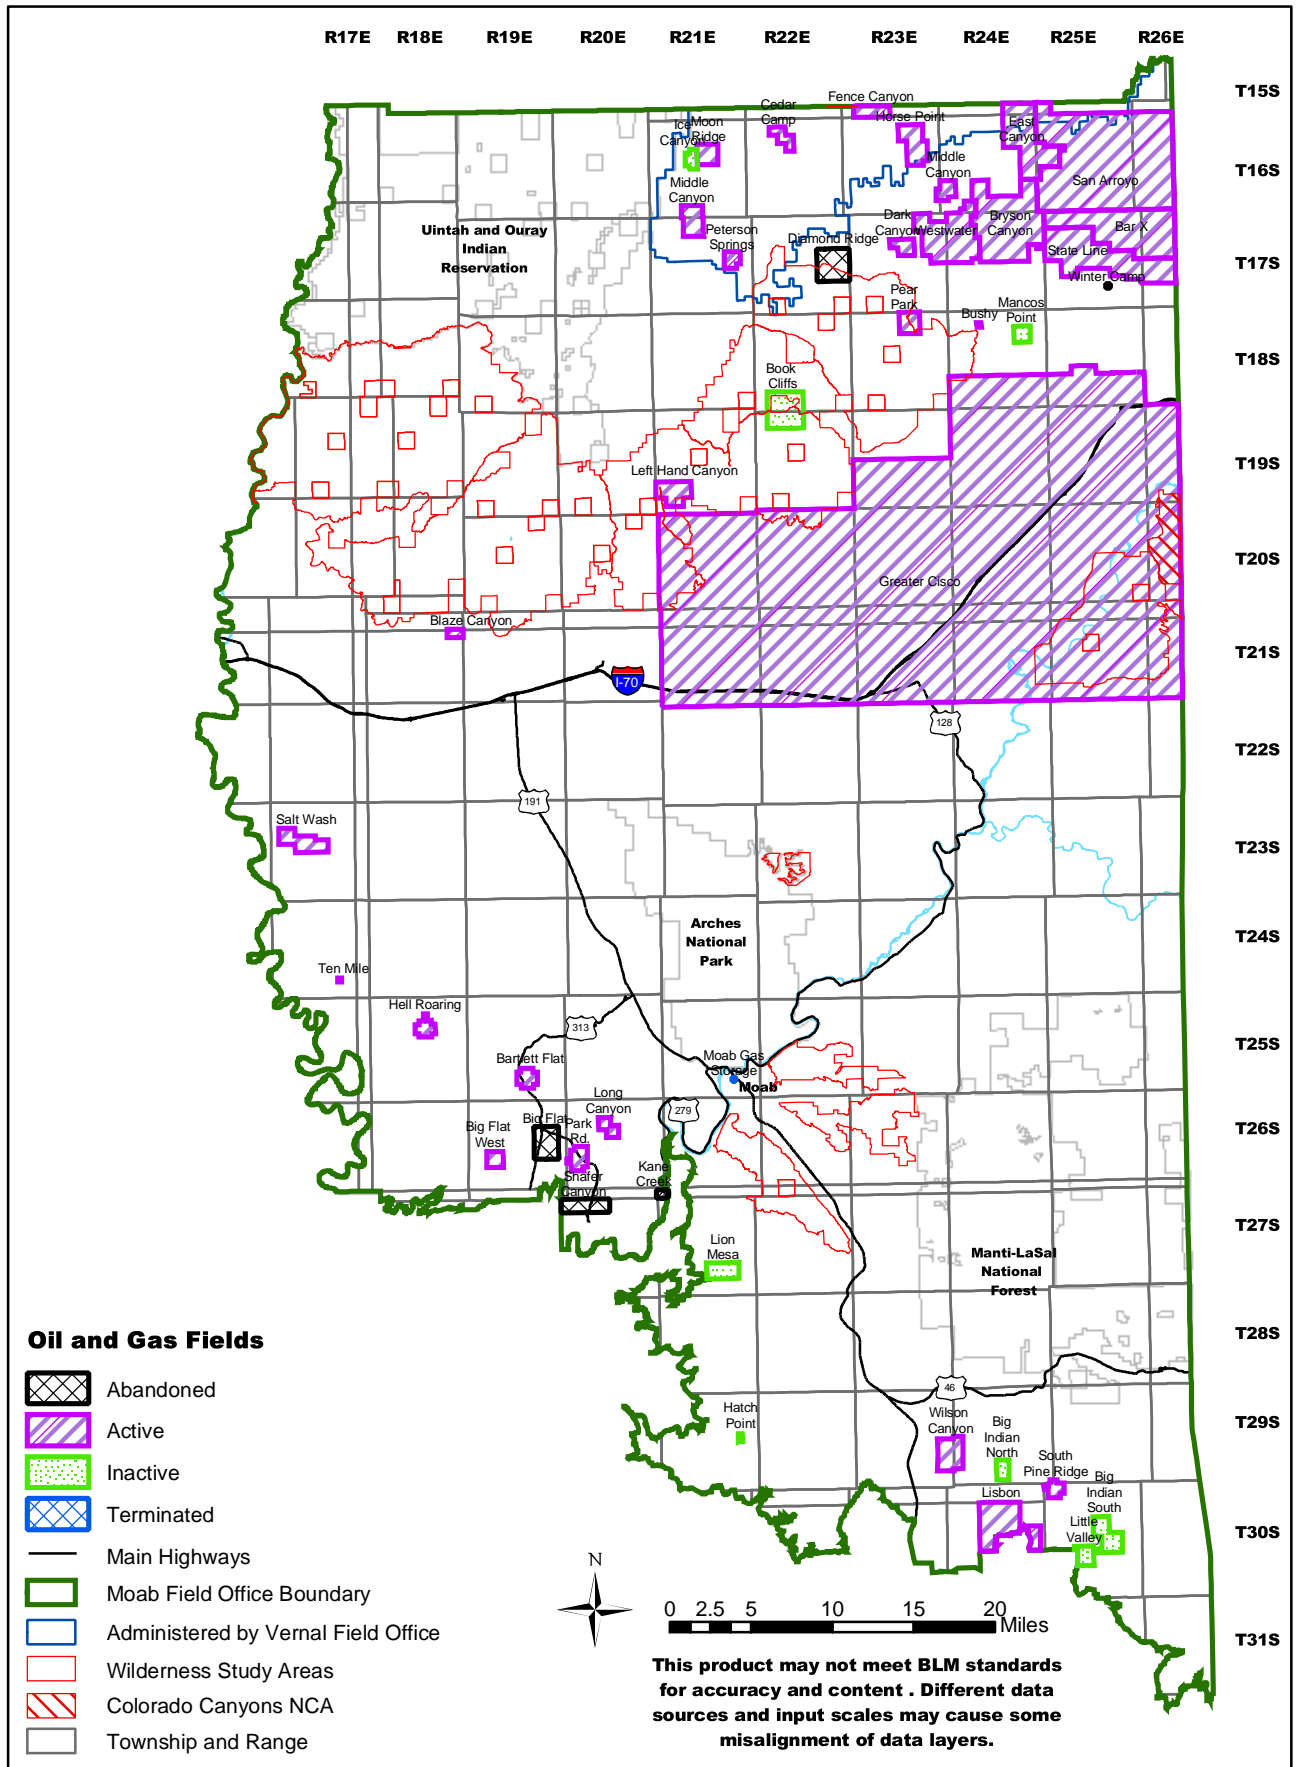 R17E R18E R19E R20E R21E R22E R23E R24E R25E R26E
T15S
T16S
T17S
T18S
T19S
T20S
T21S
T22S
T23S
T24S
T25S
T26S
T27S
T28S
T29S
T30S
T31S
Fence Canyon
Cedar
Camp
Horse Point
East
Canyon
Ice
Canyon
Moon
Ridge
Middle
Canyon
San Arroyo
Middle
Canyon
Peterson
Springs
Dark
Canyon
Westwater
Bryson
Canyon
Bar X
Uintah and Ouray
Indian
Reservation
Diamond Ridge
State Line
Winter Camp
Pear
Park
Bushy
Mancos
Point
Book
Cliffs
Left Hand Canyon
Greater Cisco
Blaze Canyon
I-70
128
191
Salt Wash
Arches
National
Park
Ten Mile
Hell Roaring
313
Bartlett Flat
Moab Gas
Storage
Moab
Long
Canyon
279
Big Flat
West
Big Flat
Park
Rd.
Shafer
Canyon
Kane
Creek
Lion
Mesa
Manti-LaSal
National
Forest
46
Hatch
Point
Wilson
Canyon
Big
Indian
North
South
Pine Ridge
Big
Indian
South
Lisbon
Little
Valley
Oil and Gas Fields
Abandoned
Active
Inactive
Terminated
Main Highways
Moab Field Office Boundary
Administered by Vernal Field Office
Wilderness Study Areas
Colorado Canyons NCA
Township and Range
N
0 2.5 5 10 15 20
Miles
This product may not meet BLM standards
for accuracy and content . Different data
sources and input scales may cause some
misalignment of data layers.